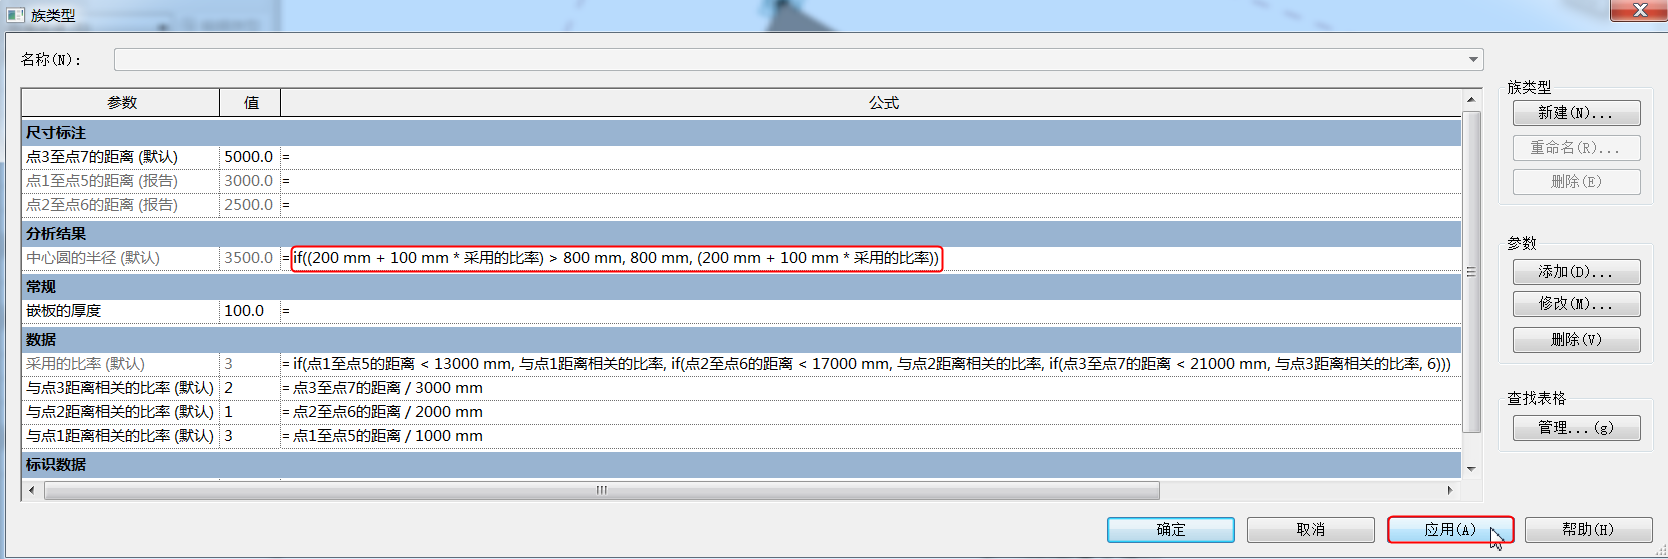 族类型
名称(N):
参数 值 公式
尺寸标注
点3至点7的距离 (默认) 5000.0 =
点1至点5的距离 (报告) 3000.0 =
点2至点6的距离 (报告) 2500.0 =
分析结果
中心圆的半径 (默认) 3500.0 = if((200 mm + 100 mm * 采用的比率) > 800 mm, 800 mm, (200 mm + 100 mm * 采用的比率))
常规
嵌板的厚度 100.0 =
数据
采用的比率 (默认) 3 = if(点1至点5的距离 < 13000 mm, 与点1距离相关的比率, if(点2至点6的距离 < 17000 mm, 与点2距离相关的比率, if(点3至点7的距离 < 21000 mm, 与点3距离相关的比率, 6)))
与点3距离相关的比率 (默认) 2 = 点3至点7的距离 / 3000 mm
与点2距离相关的比率 (默认) 1 = 点2至点6的距离 / 2000 mm
与点1距离相关的比率 (默认) 3 = 点1至点5的距离 / 1000 mm
标识数据
族类型
新建(N)...
重命名(R)...
删除(E)
参数
添加(D)...
修改(M)...
删除(V)
查找表格
管理...(g)
确定 取消 应用(A) 帮助(H)